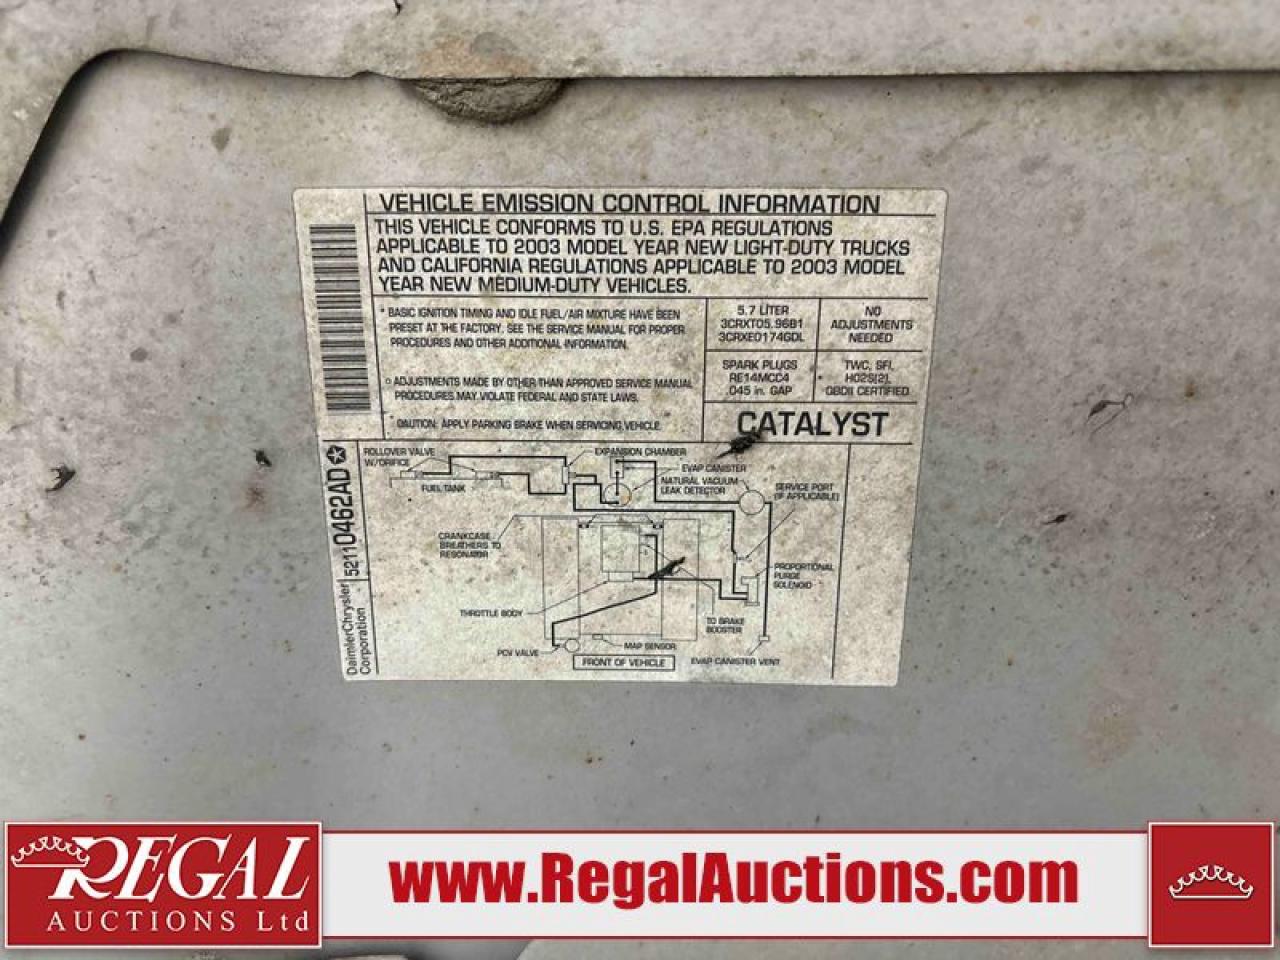 VEHICLE EMISSION CONTROL INFORMATION
THIS VEHICLE CONFORMS TO U.S. EPA REGULATIONS
APPLICABLE TO 2003 MODEL YEAR NEW LIGHT-DUTY TRUCKS
AND CALIFORNIA REGULATIONS APPLICABLE TO 2003 MODEL
YEAR NEW MEDIUM-DUTY VEHICLES.
* BASIC IGNITION TIMING AND IDLE FUEL/AIR MIXTURE HAVE BEEN
PRESET AT THE FACTORY. SEE THE SERVICE MANUAL FOR PROPER
PROCEDURES AND OTHER ADDITIONAL INFORMATION.
ADJUSTMENTS MADE BY OTHER THAN APPROVED SERVICE MANUAL
PROCEDURES MAY VIOLATE FEDERAL AND STATE LAWS.
CAUTION: APPLY PARKING BRAKE WHEN SERVICING VEHICLE.
5.7 LITER
3CRXT05.96B1
3CRXE0174GDL
NO
ADJUSTMENTS
NEEDED
SPARK PLUGS
RE14MCC4
.045 in. GAP
TWC, SFI,
HO2S(2),
OBDII CERTIFIED
CATALYST
ROLLOVER VALVE
W/ORIFICE
FUEL TANK
EXPANSION CHAMBER
EVAP CANISTER
NATURAL VACUUM
LEAK DETECTOR
SERVICE PORT
(IF APPLICABLE)
CRANKCASE
BREATHERS TO
RESONATOR
PROPORTIONAL
PURGE
SOLENOID
THROTTLE BODY
TO BRAKE
BOOSTER
PCV VALVE
MAP SENSOR
EVAP CANISTER VENT
FRONT OF VEHICLE
DaimlerChrysler
Corporation
52110462AD
REGAL
AUCTIONS Ltd
www.RegalAuctions.com